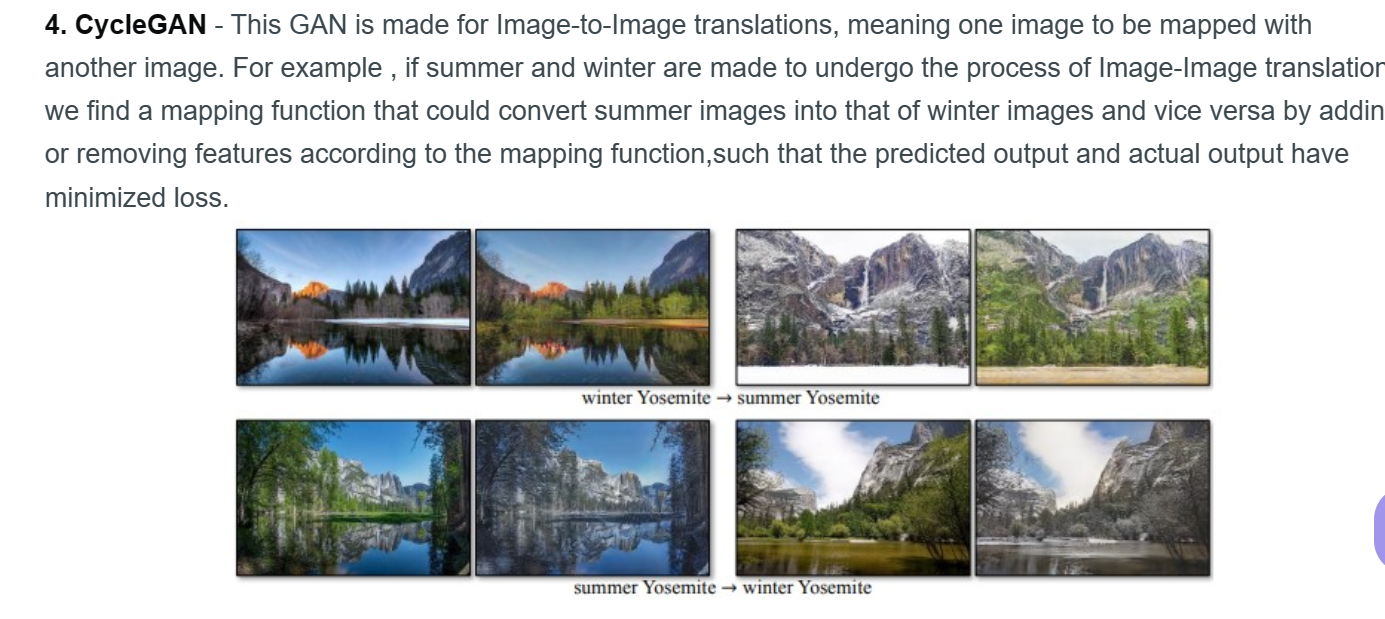 4. CycleGAN - This GAN is made for Image-to-Image translations, meaning one image to be mapped with
another image. For example , if summer and winter are made to undergo the process of Image-Image translation
we find a mapping function that could convert summer images into that of winter images and vice versa by addin
or removing features according to the mapping function,such that the predicted output and actual output have
minimized loss.
winter Yosemite → summer Yosemite
summer Yosemite → winter Yosemite